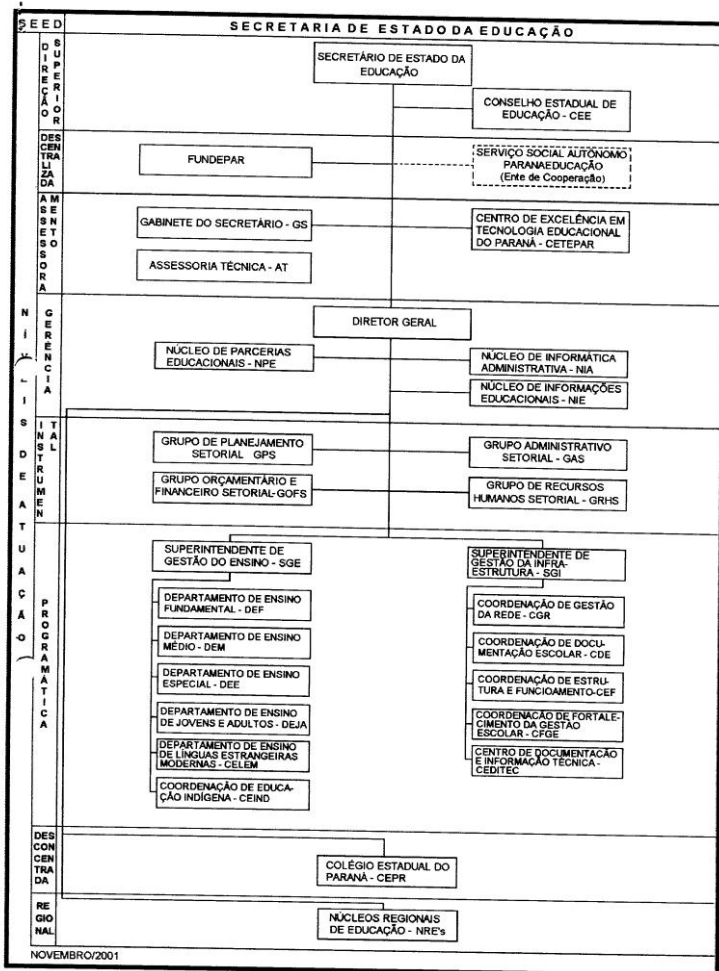 SEED
SECRETARIA DE ESTADO DA EDUCAÇÃO
NÍVEIS DE ATUAÇÃO
DIREÇÃO SUPERIOR
SECRETÁRIO DE ESTADO DA
EDUCAÇÃO
CONSELHO ESTADUAL DE
EDUCAÇÃO - CEE
DESCENTRALIZADA
FUNDEPAR
SERVIÇO SOCIAL AUTÔNOMO
PARANAEDUCAÇÃO
(Ente de Cooperação)
ASSESSORAMENTO
GABINETE DO SECRETÁRIO - GS
CENTRO DE EXCELÊNCIA EM
TECNOLOGIA EDUCACIONAL
DO PARANÁ - CETEPAR
ASSESSORIA TÉCNICA - AT
GERÊNCIA
DIRETOR GERAL
NÚCLEO DE PARCERIAS
EDUCACIONAIS - NPE
NÚCLEO DE INFORMÁTICA
ADMINISTRATIVA - NIA
NÚCLEO DE INFORMAÇÕES
EDUCACIONAIS - NIE
INSTRUMENTAL
GRUPO DE PLANEJAMENTO
SETORIAL GPS
GRUPO ADMINISTRATIVO
SETORIAL - GAS
GRUPO ORÇAMENTÁRIO E
FINANCEIRO SETORIAL-GOFS
GRUPO DE RECURSOS
HUMANOS SETORIAL - GRHS
PROGRAMÁTICA
SUPERINTENDENTE DE
GESTÃO DO ENSINO - SGE
DEPARTAMENTO DE ENSINO
FUNDAMENTAL - DEF
DEPARTAMENTO DE ENSINO
MÉDIO - DEM
DEPARTAMENTO DE ENSINO
ESPECIAL - DEE
DEPARTAMENTO DE ENSINO
DE JOVENS E ADULTOS - DEJA
DEPARTAMENTO DE ENSINO
DE LÍNGUAS ESTRANGEIRAS
MODERNAS - CELEM
COORDENAÇÃO DE EDUCA-
ÇÃO INDÍGENA - CEIND
SUPERINTENDENTE DE
GESTÃO DA INFRA-
ESTRUTURA - SGI
COORDENAÇÃO DE GESTÃO
DA REDE - CGR
COORDENAÇÃO DE DOCU-
MENTAÇÃO ESCOLAR - CDE
COORDENAÇÃO DE ESTRU-
TURA E FUNCIOAMENTO-CEF
COORDENACÃO DE FORTALE-
CIMENTO DA GESTÃO
ESCOLAR - CFGE
CENTRO DE DOCUMENTACÃO
E INFORMAÇÃO TÉCNICA -
CEDITEC
DESCONCENTRADA
COLÉGIO ESTADUAL DO
PARANÁ - CEPR
REGIONAL
NÚCLEOS REGIONAIS
DE EDUCAÇÃO - NRE's
NOVEMBRO/2001